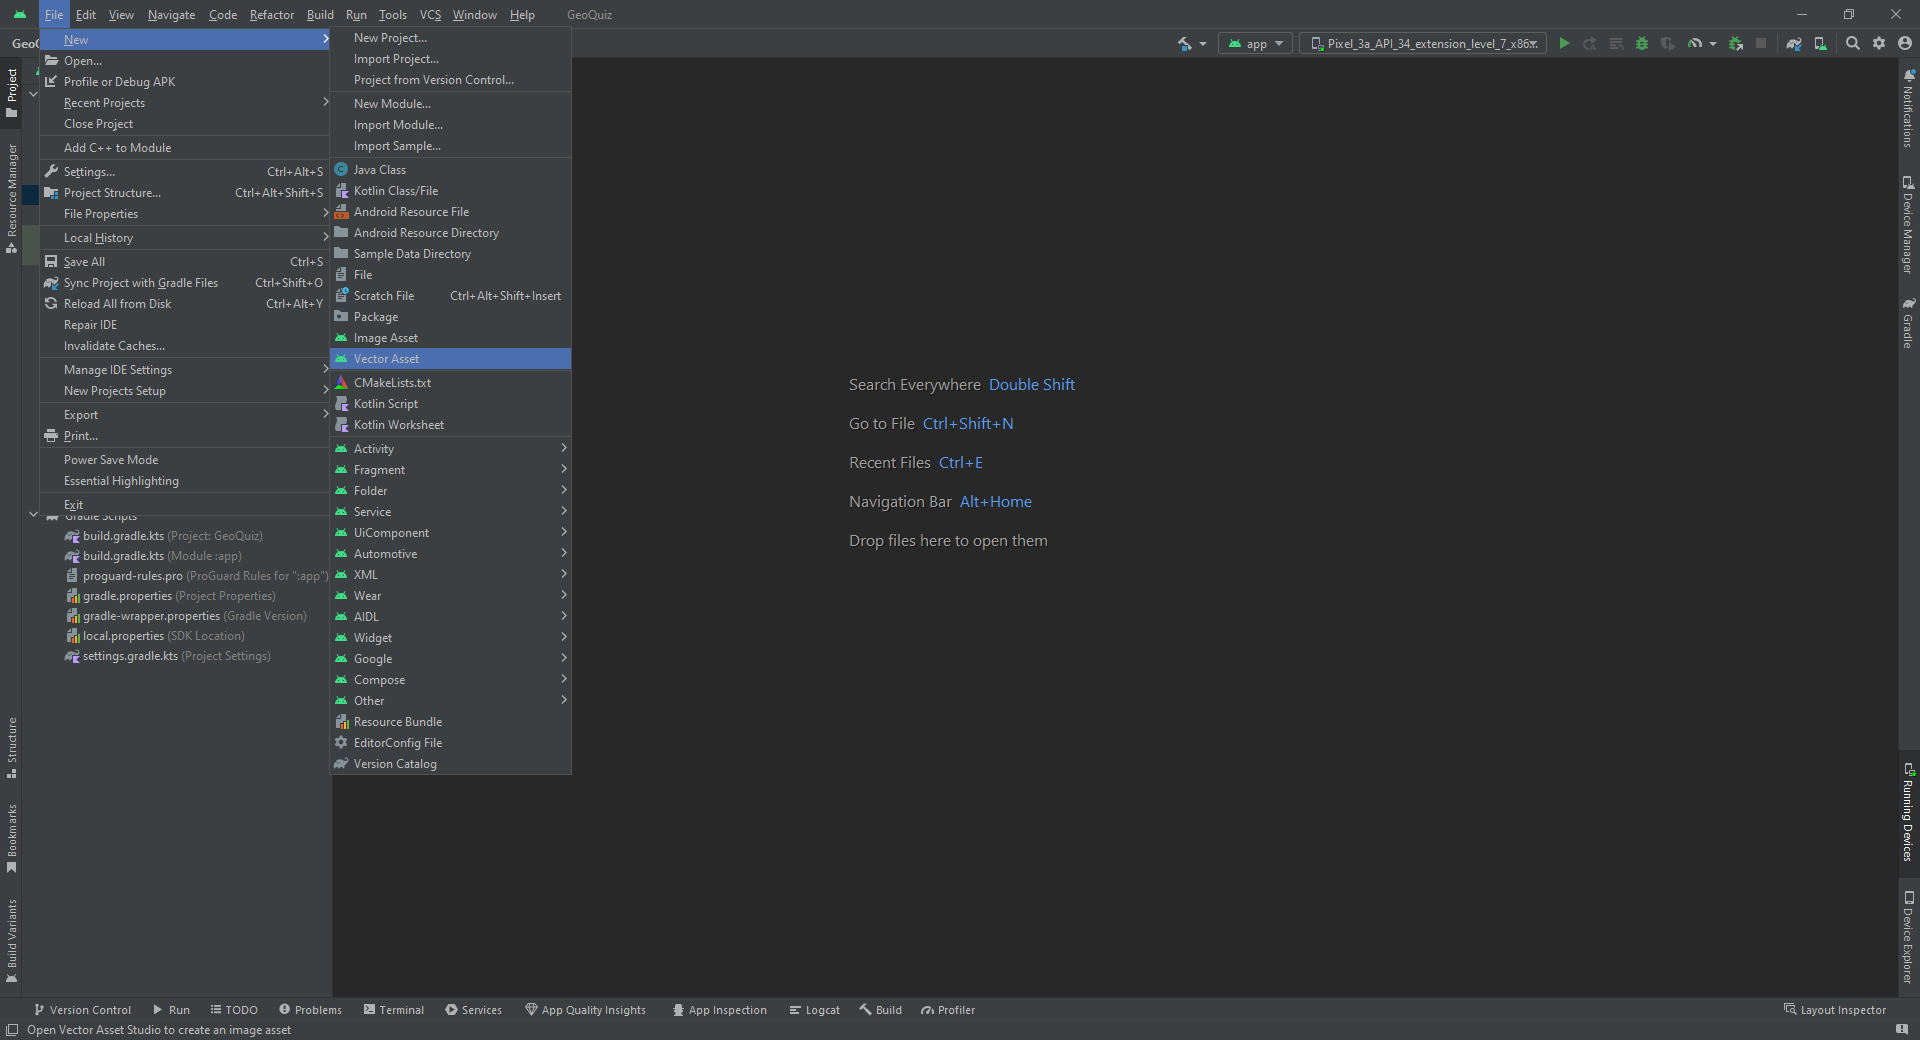 File Edit View Navigate Code Refactor Build Run Tools VCS Window Help GeoQuiz
app Pixel_3a_API_34_extension_level_7_x86...
New
Open...
Profile or Debug APK
Recent Projects
Close Project
Add C++ to Module
Settings... Ctrl+Alt+S
Project Structure... Ctrl+Alt+Shift+S
File Properties
Local History
Save All Ctrl+S
Sync Project with Gradle Files Ctrl+Shift+O
Reload All from Disk Ctrl+Alt+Y
Repair IDE
Invalidate Caches...
Manage IDE Settings
New Projects Setup
Export
Print...
Power Save Mode
Essential Highlighting
Exit
New Project...
Import Project...
Project from Version Control...
New Module...
Import Module...
Import Sample...
Java Class
Kotlin Class/File
Android Resource File
Android Resource Directory
Sample Data Directory
File
Scratch File Ctrl+Alt+Shift+Insert
Package
Image Asset
Vector Asset
CMakeLists.txt
Kotlin Script
Kotlin Worksheet
Activity
Fragment
Folder
Service
UiComponent
Automotive
XML
Wear
AIDL
Widget
Google
Compose
Other
Resource Bundle
EditorConfig File
Version Catalog
Gradle Scripts
build.gradle.kts (Project: GeoQuiz)
build.gradle.kts (Module :app)
proguard-rules.pro (ProGuard Rules for ":app")
gradle.properties (Project Properties)
gradle-wrapper.properties (Gradle Version)
local.properties (SDK Location)
settings.gradle.kts (Project Settings)
Search Everywhere Double Shift
Go to File Ctrl+Shift+N
Recent Files Ctrl+E
Navigation Bar Alt+Home
Drop files here to open them
Project
Resource Manager
Structure
Bookmarks
Build Variants
Notifications
Device Manager
Gradle
Running Devices
Device Explorer
Version Control Run TODO Problems Terminal Services App Quality Insights App Inspection Logcat Build Profiler Layout Inspector
Open Vector Asset Studio to create an image asset